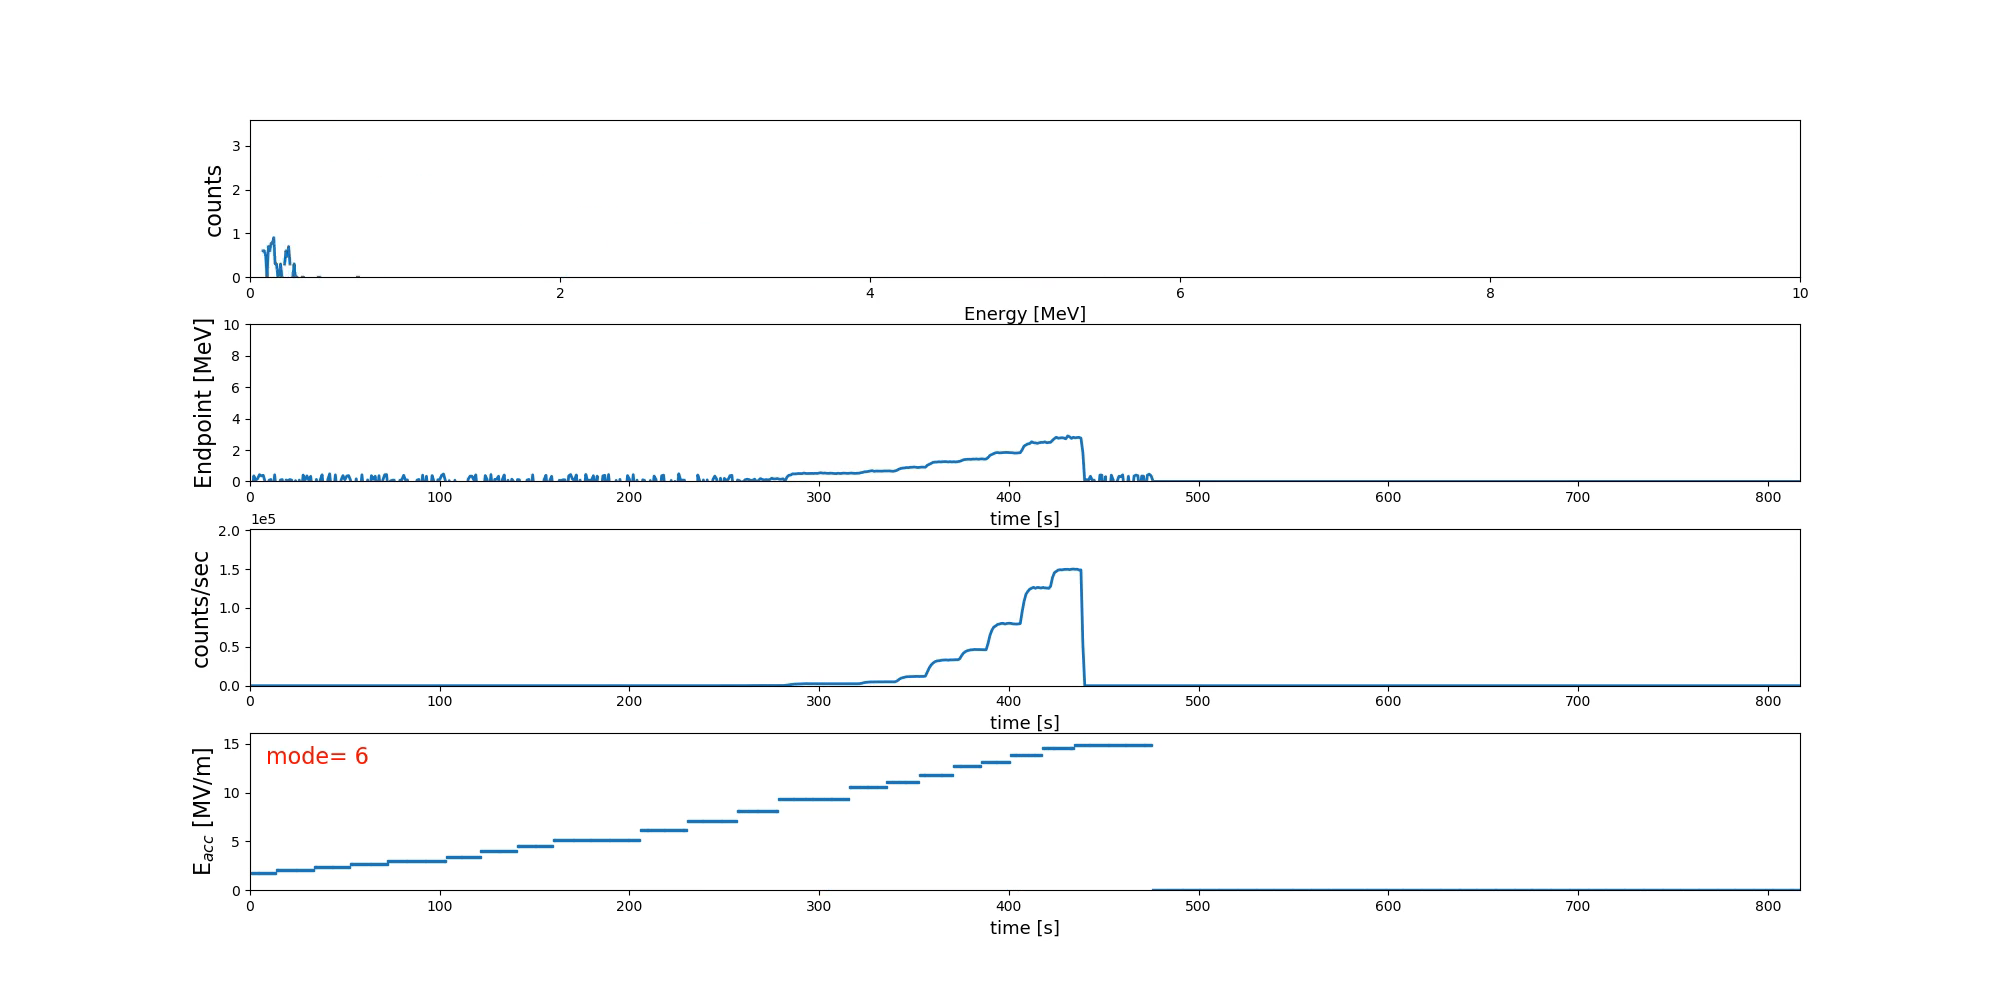 counts
3
2
1
0
0 2 4 6 8 10
Energy [MeV]
Endpoint [MeV]
10
8
6
4
2
0
0 100 200 300 400 500 600 700 800
time [s]
1e5
counts/sec
2.0
1.5
1.0
0.5
0.0
0 100 200 300 400 500 600 700 800
time [s]
E_acc [MV/m]
mode= 6
15
10
5
0
0 100 200 300 400 500 600 700 800
time [s]